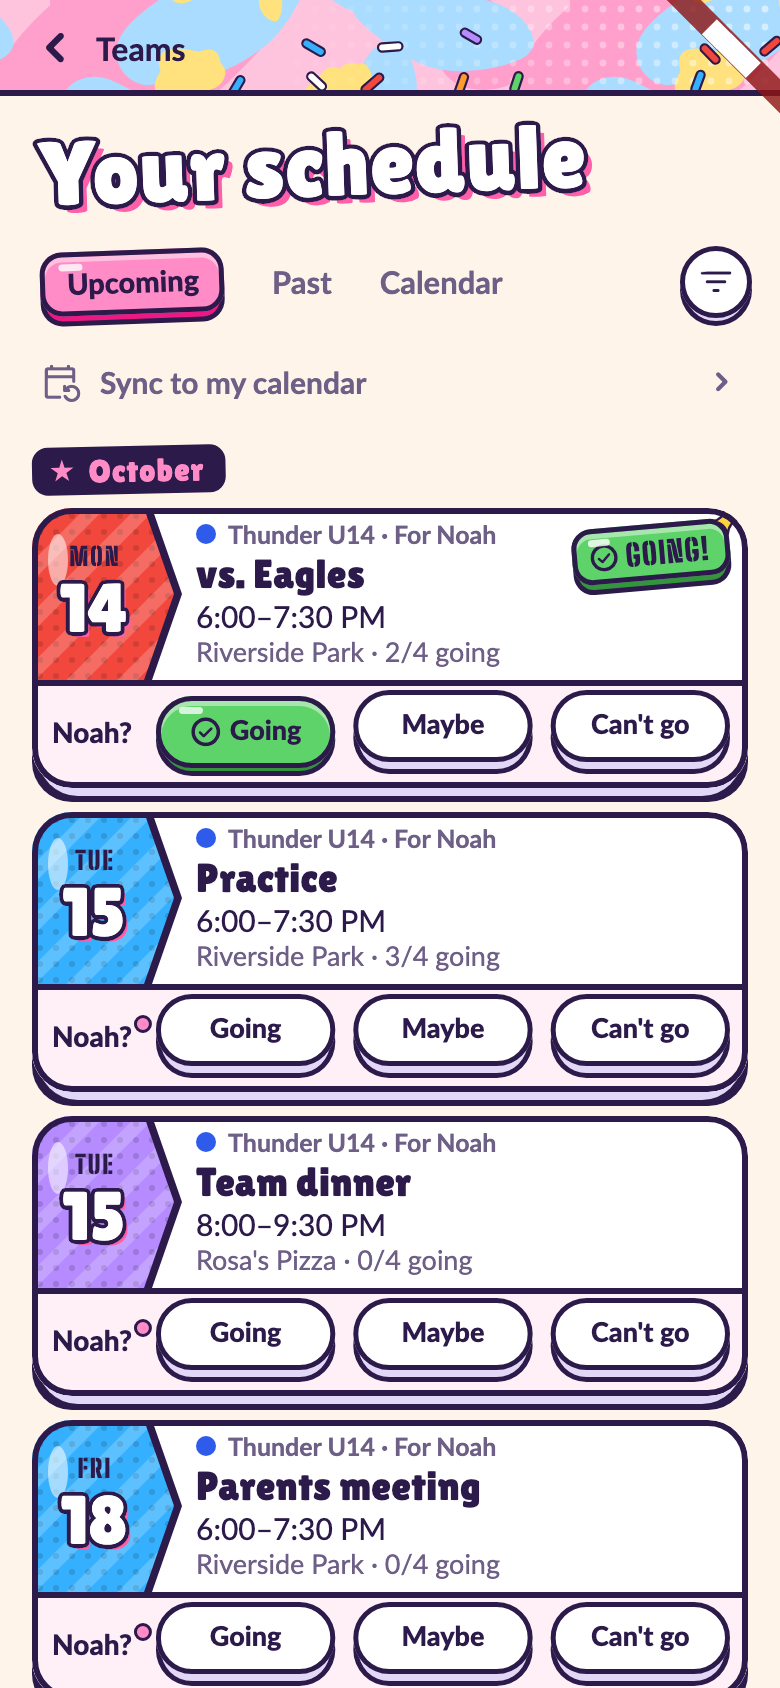 Teams
Your schedule
Upcoming
Past
Calendar
Sync to my calendar
★ October
MON
14
Thunder U14 · For Noah
vs. Eagles
6:00–7:30 PM
Riverside Park · 2/4 going
GOING!
Noah?
Going
Maybe
Can't go
TUE
15
Thunder U14 · For Noah
Practice
6:00–7:30 PM
Riverside Park · 3/4 going
Noah?
Going
Maybe
Can't go
TUE
15
Thunder U14 · For Noah
Team dinner
8:00–9:30 PM
Rosa's Pizza · 0/4 going
Noah?
Going
Maybe
Can't go
FRI
18
Thunder U14 · For Noah
Parents meeting
6:00–7:30 PM
Riverside Park · 0/4 going
Noah?
Going
Maybe
Can't go